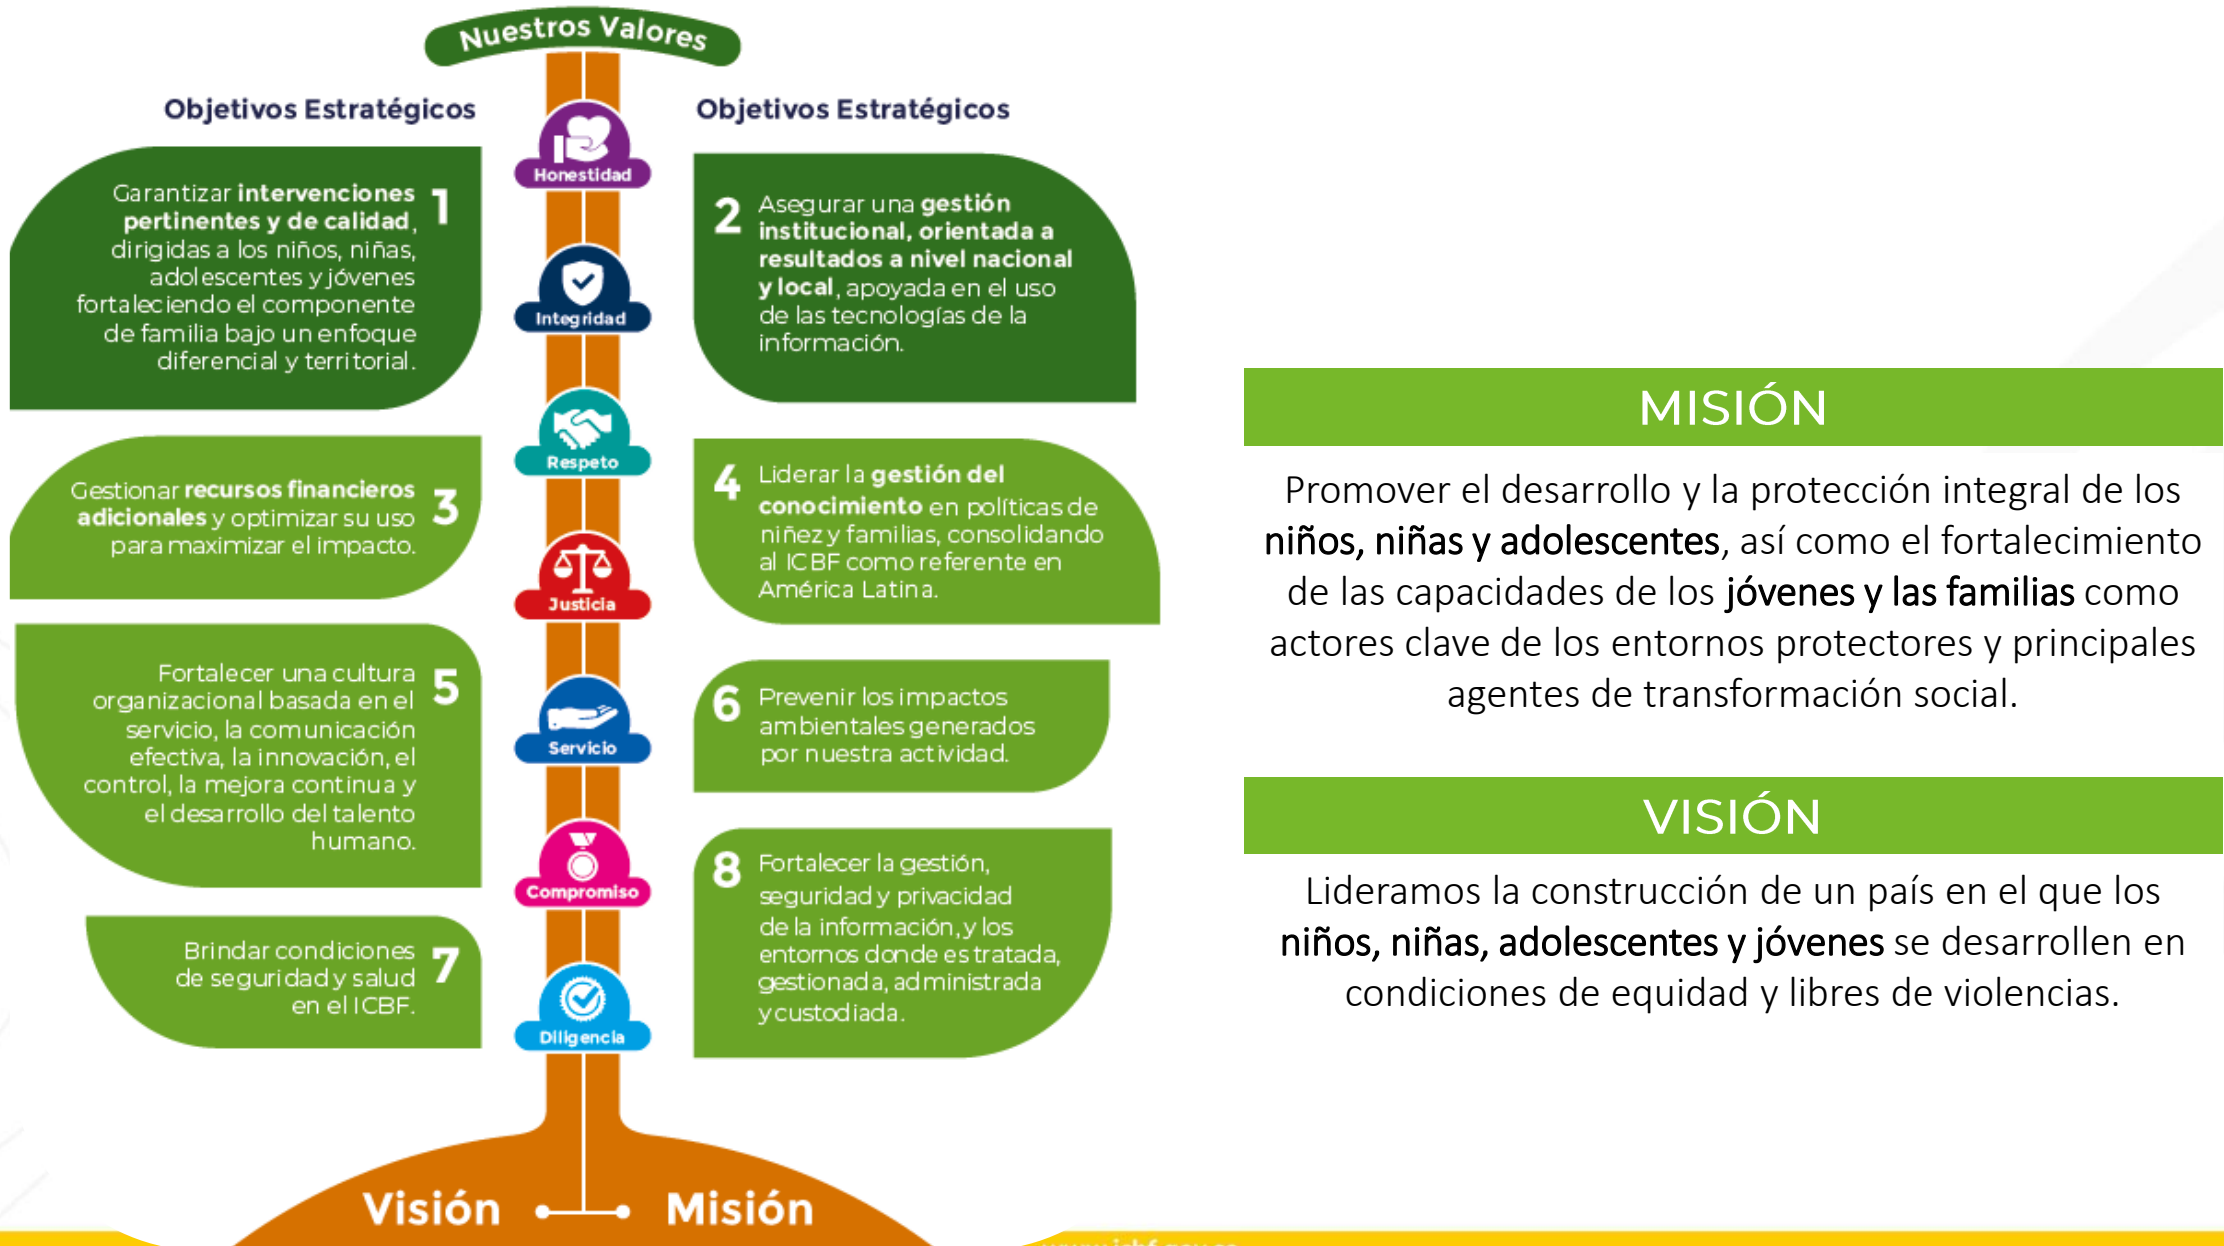 Nuestros Valores
Objetivos Estratégicos
Objetivos Estratégicos
Honestidad
Integridad
Respeto
Justicia
Servicio
Compromiso
Diligencia
1
Garantizar intervenciones
pertinentes y de calidad,
dirigidas a los niños, niñas,
adolescentes y jóvenes
fortaleciendo el componente
de familia bajo un enfoque
diferencial y territorial.
2
Asegurar una gestión
institucional, orientada a
resultados a nivel nacional
y local, apoyada en el uso
de las tecnologías de la
información.
3
Gestionar recursos financieros
adicionales y optimizar su uso
para maximizar el impacto.
4
Liderar la gestión del
conocimiento en políticas de
niñez y familias, consolidando
al ICBF como referente en
América Latina.
5
Fortalecer una cultura
organizacional basada en el
servicio, la comunicación
efectiva, la innovación, el
control, la mejora continua y
el desarrollo del talento
humano.
6
Prevenir los impactos
ambientales generados
por nuestra actividad.
7
Brindar condiciones
de seguridad y salud
en el ICBF.
8
Fortalecer la gestión,
seguridad y privacidad
de la información, y los
entornos donde es tratada,
gestionada, administrada
y custodiada.
Visión
Misión
MISIÓN
Promover el desarrollo y la protección integral de los
niños, niñas y adolescentes, así como el fortalecimiento
de las capacidades de los jóvenes y las familias como
actores clave de los entornos protectores y principales
agentes de transformación social.
VISIÓN
Lideramos la construcción de un país en el que los
niños, niñas, adolescentes y jóvenes se desarrollen en
condiciones de equidad y libres de violencias.